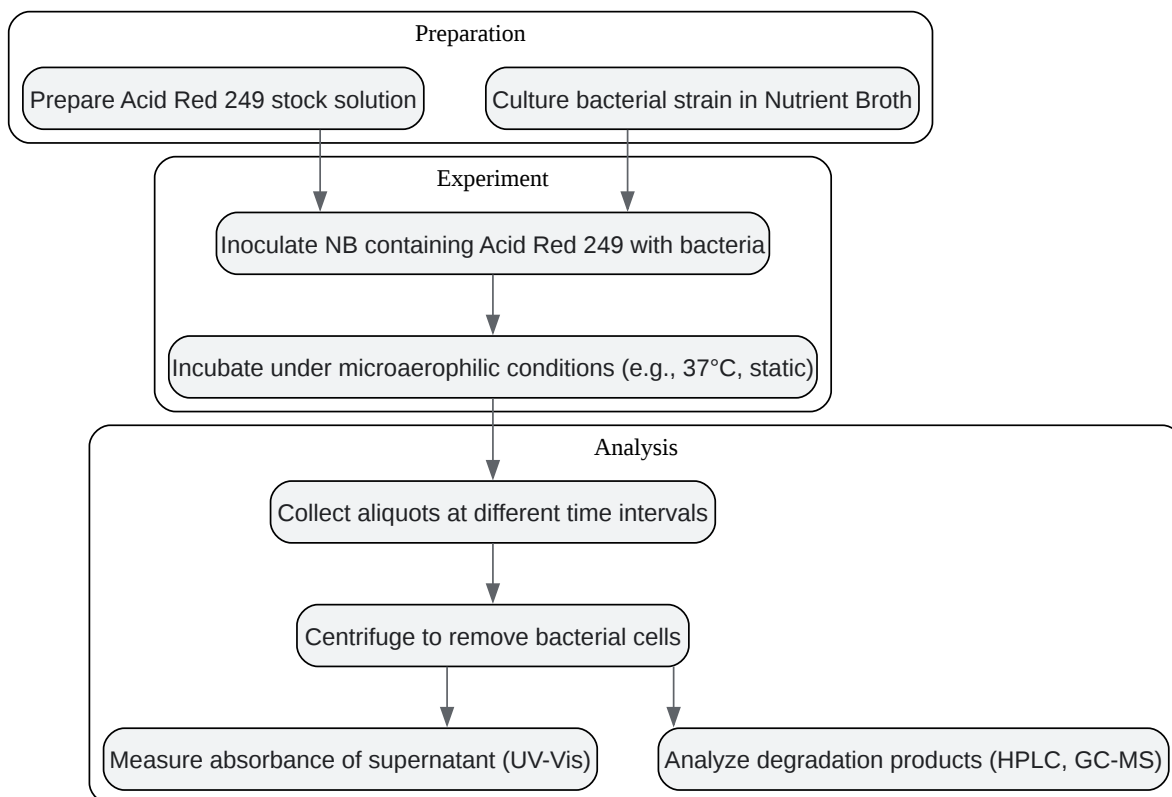 Preparation
Prepare Acid Red 249 stock solution
Culture bacterial strain in Nutrient Broth
Experiment
Inoculate NB containing Acid Red 249 with bacteria
Incubate under microaerophilic conditions (e.g., 37°C, static)
Analysis
Collect aliquots at different time intervals
Centrifuge to remove bacterial cells
Measure absorbance of supernatant (UV-Vis)
Analyze degradation products (HPLC, GC-MS)